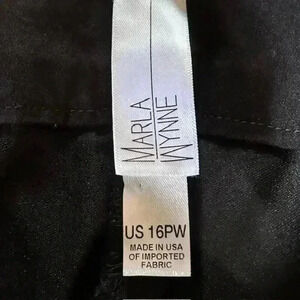 MARLA
WYNNE
US 16PW
MADE IN USA
OF IMPORTED
FABRIC